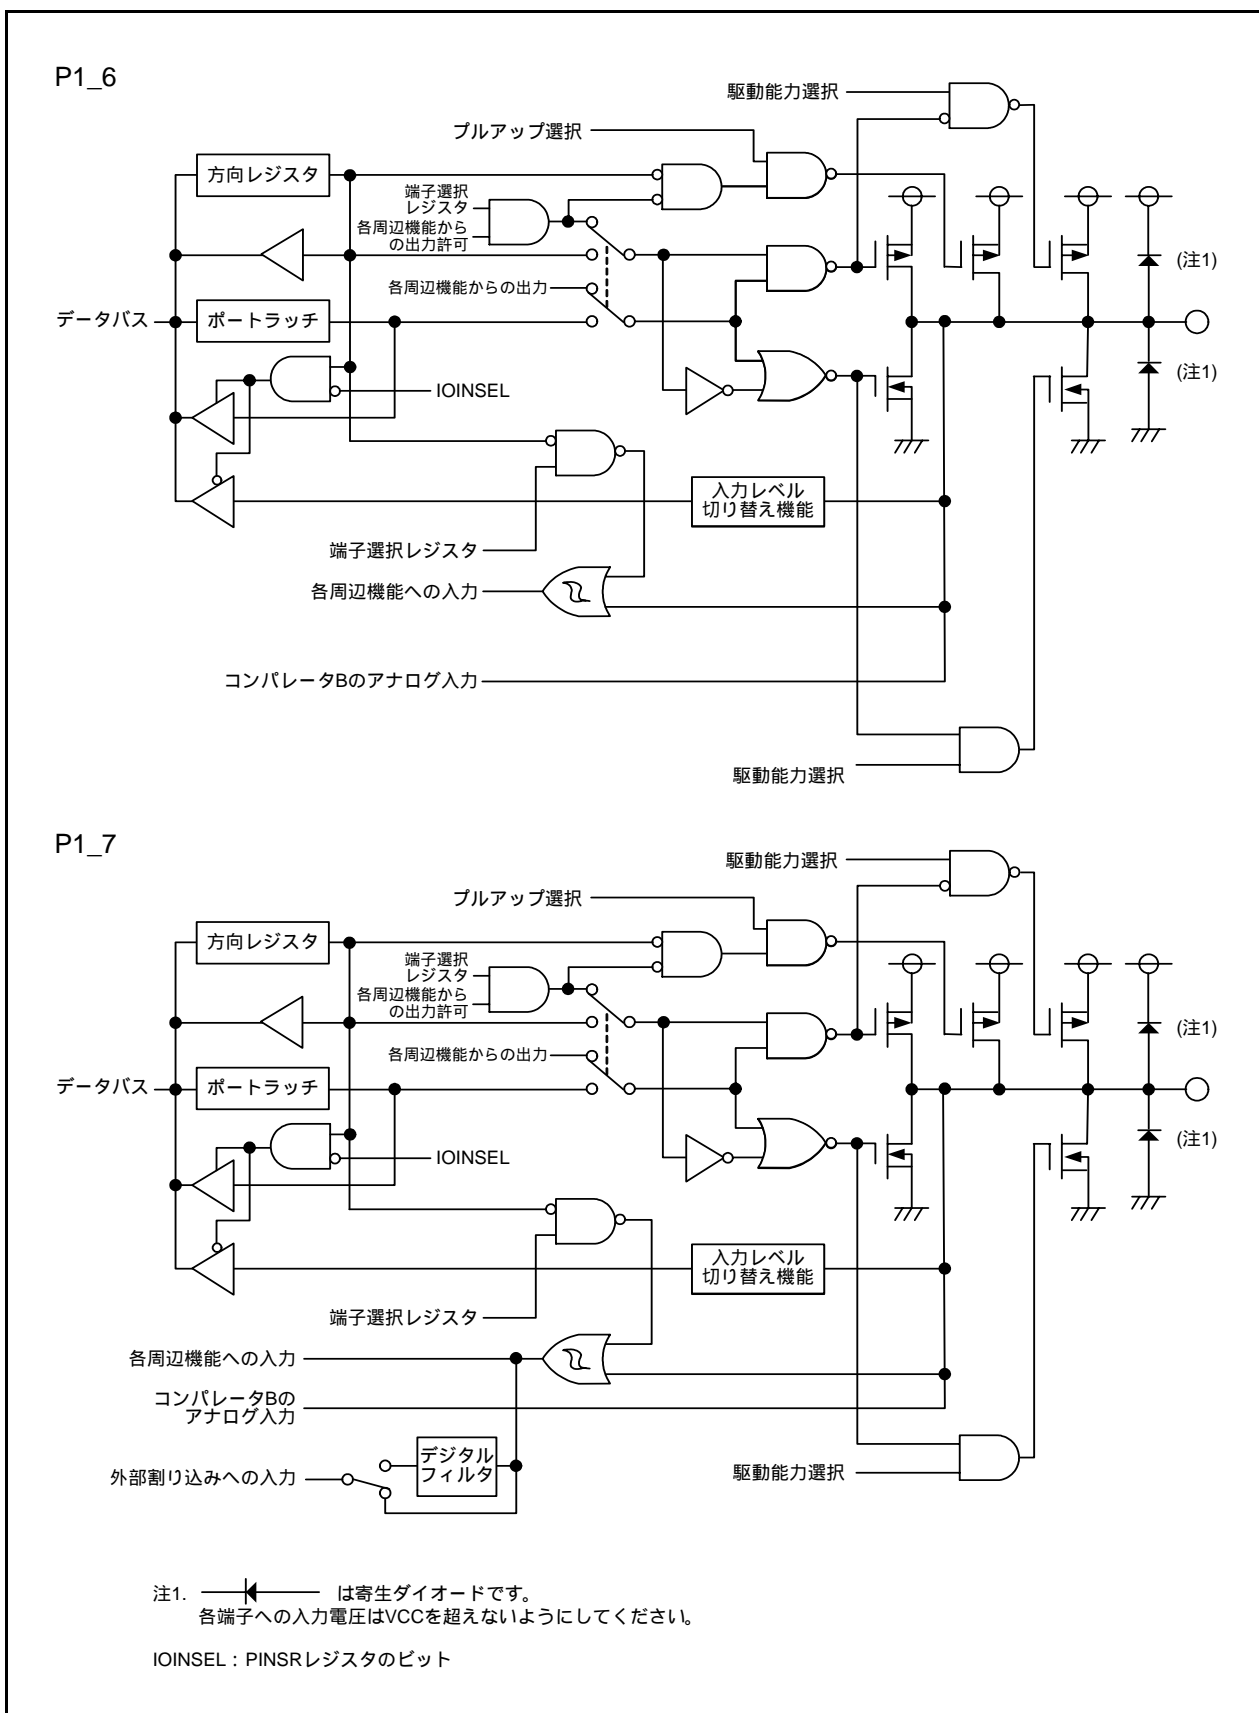 P1_6
駆動能力選択
プルアップ選択
方向レジスタ
端子選択
レジスタ
各周辺機能から
の出力許可
(注1)
各周辺機能からの出力
データバス
ポートラッチ
(注1)
IOINSEL
入力レベル
切り替え機能
端子選択レジスタ
各周辺機能への入力
コンパレータBのアナログ入力
駆動能力選択
P1_7
駆動能力選択
プルアップ選択
方向レジスタ
端子選択
レジスタ
各周辺機能から
の出力許可
(注1)
各周辺機能からの出力
データバス
ポートラッチ
(注1)
IOINSEL
入力レベル
切り替え機能
端子選択レジスタ
各周辺機能への入力
コンパレータBの
アナログ入力
デジタル
フィルタ
外部割り込みへの入力
駆動能力選択
注1. は寄生ダイオードです。
各端子への入力電圧はVCCを超えないようにしてください。
IOINSEL：PINSRレジスタのビット